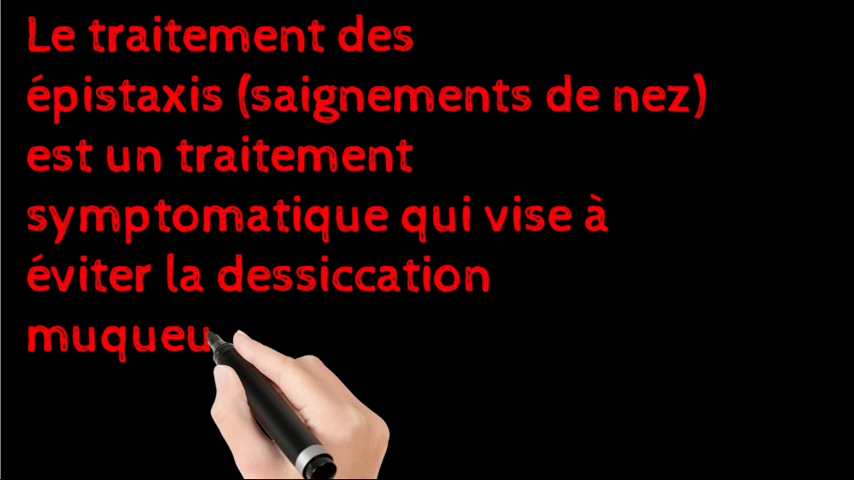 Le traitement des
épistaxis (saignements de nez)
est un traitement
symptomatique qui vise à
éviter la dessiccation
muqueu